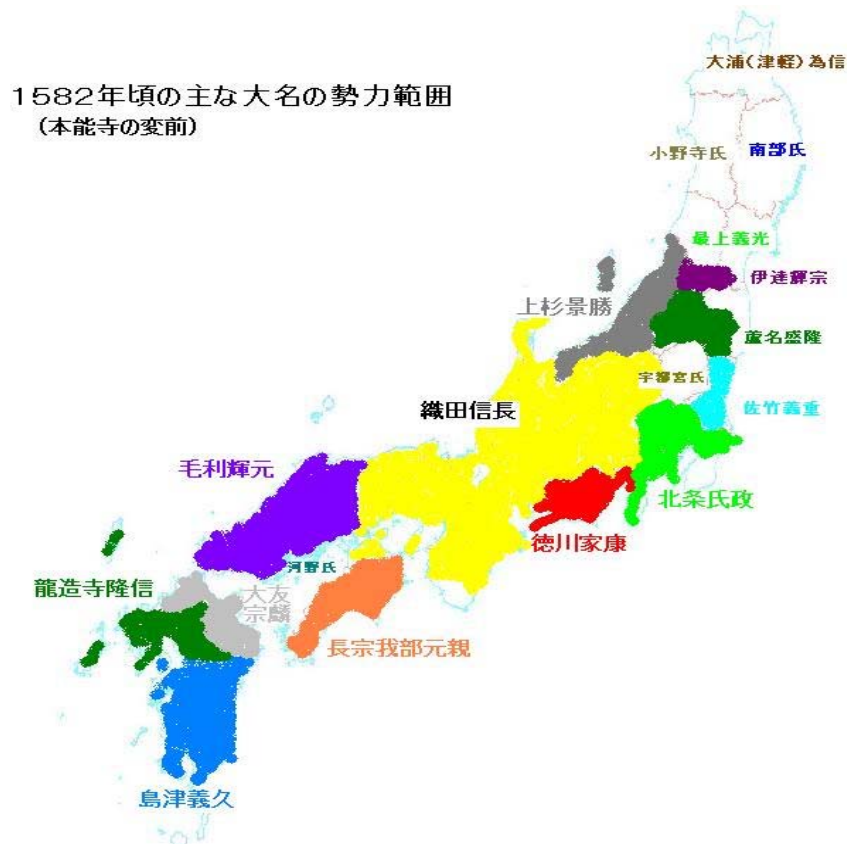 1582年頃の主な大名の勢力範囲
(本能寺の変前)
大浦(津軽)為信
小野寺氏
南部氏
最上義光
伊達輝宗
上杉景勝
蘆名盛隆
宇都宮氏
佐竹義重
織田信長
毛利輝元
北条氏政
徳川家康
河野氏
龍造寺隆信
大友
宗麟
長宗我部元親
島津義久